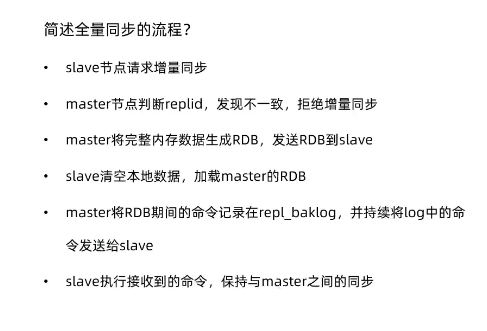 简述全量同步的流程？
• slave节点请求增量同步
• master节点判断replid，发现不一致，拒绝增量同步
• master将完整内存数据生成RDB，发送RDB到slave
• slave清空本地数据，加载master的RDB
• master将RDB期间的命令记录在repl_baklog，并持续将log中的命
令发送给slave
• slave执行接收到的命令，保持与master之间的同步